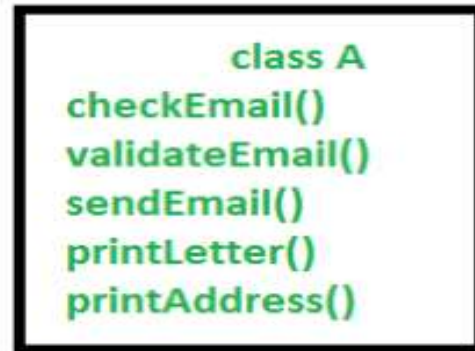 class A
checkEmail()
validateEmail()
sendEmail()
printLetter()
printAddress()